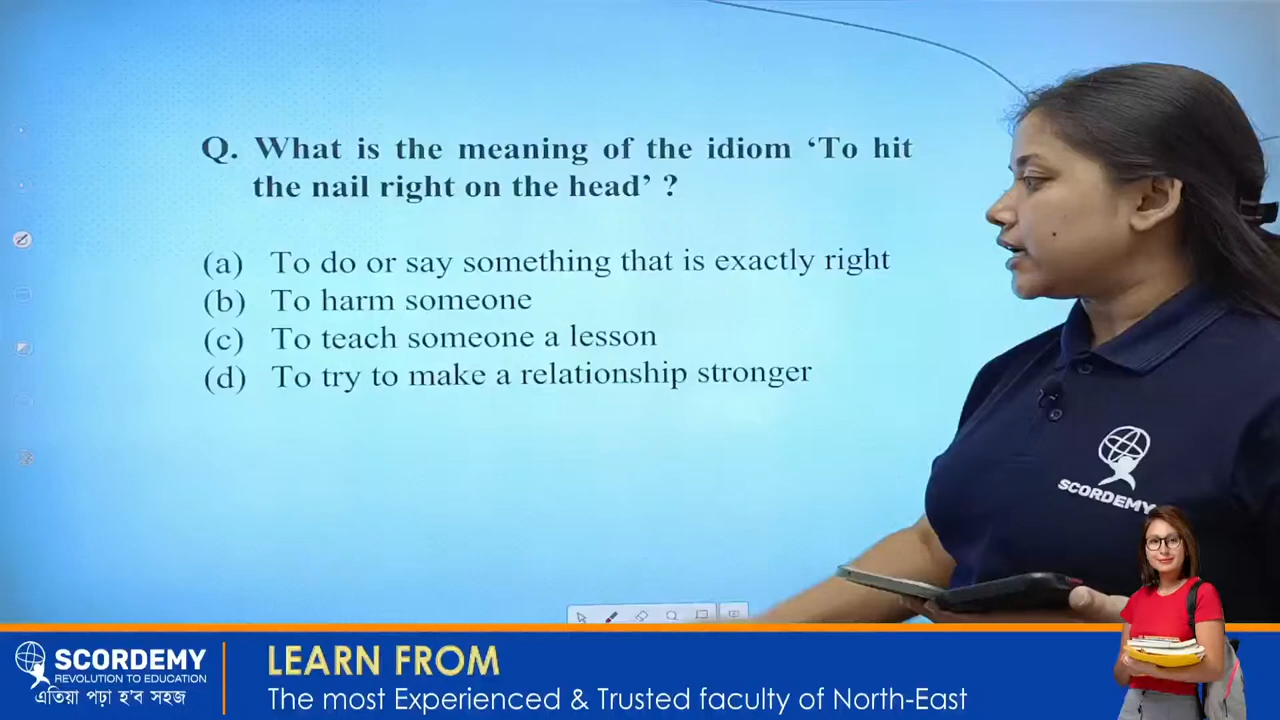 Q. What is the meaning of the idiom ‘To hit
the nail right on the head’ ?
(a) To do or say something that is exactly right
(b) To harm someone
(c) To teach someone a lesson
(d) To try to make a relationship stronger
SCORDEMY
SCORDEMY
REVOLUTION TO EDUCATION
এতিয়া পঢ়া হ'ব সহজ
LEARN FROM
The most Experienced & Trusted faculty of North-East